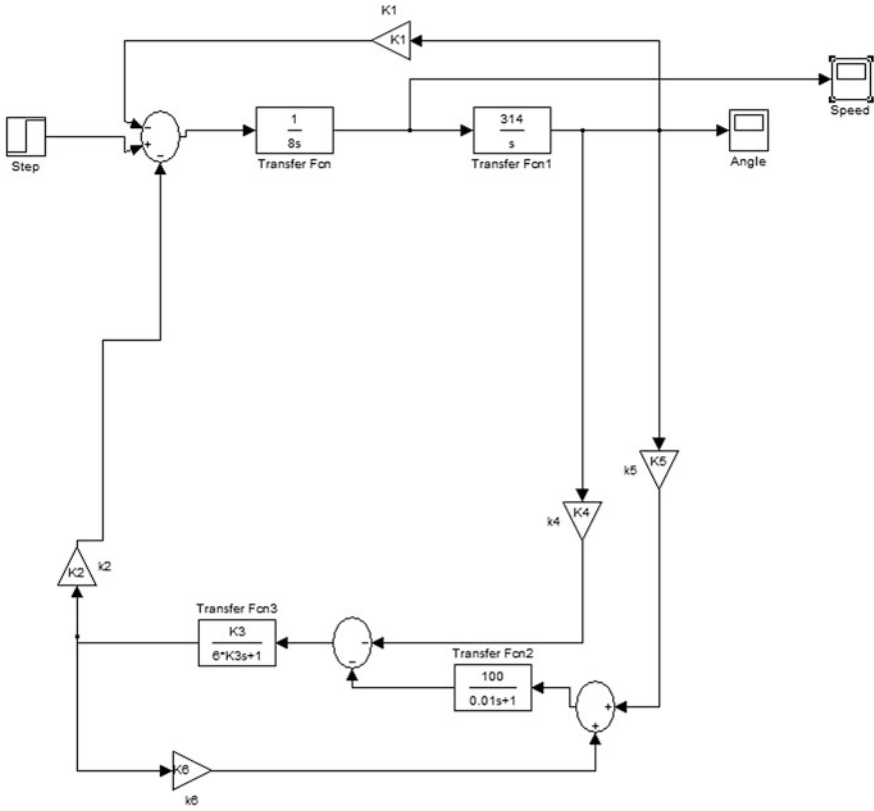 K1
K1
Speed
Step
−
+
−
1
8s
Transfer Fcn
314
s
Transfer Fcn1
Angle
K5
k5
K4
k4
K2
k2
Transfer Fcn3
K3
6*K3s+1
−
−
Transfer Fcn2
100
0.01s+1
+
+
K6
k6